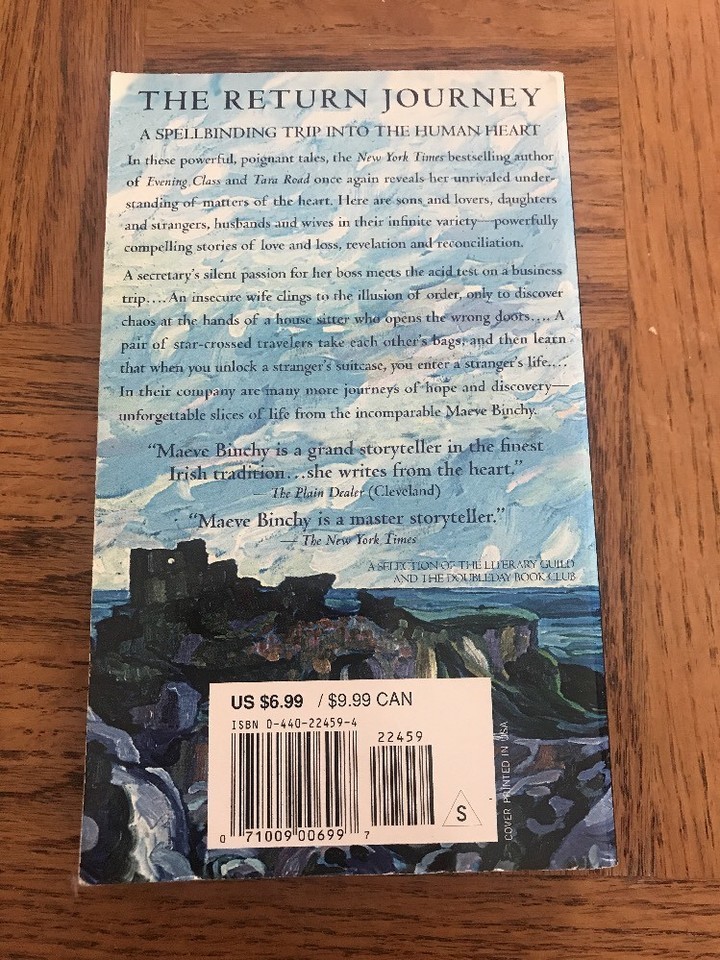 THE RETURN JOURNEY
A SPELLBINDING TRIP INTO THE HUMAN HEART
In these powerful, poignant tales, the New York Times bestselling author
of Evening Class and Tara Road once again reveals her unrivaled under-
standing of matters of the heart. Here are sons and lovers, daughters
and strangers, husbands and wives in their infinite variety—powerfully
compelling stories of love and loss, revelation and reconciliation.
A secretary's silent passion for her boss meets the acid test on a business
trip.... An insecure wife clings to the illusion of order, only to discover
chaos at the hands of a house sitter who opens the wrong doors.... A
pair of star-crossed travelers take each other's bags, and then learn
that when you unlock a stranger's suitcase, you enter a stranger's life....
In their company are many more journeys of hope and discovery—
unforgettable slices of life from the incomparable Maeve Binchy.
“Maeve Binchy is a grand storyteller in the finest
Irish tradition...she writes from the heart.”
— The Plain Dealer (Cleveland)
“Maeve Binchy is a master storyteller.”
— The New York Times
A SELECTION OF THE LITERARY GUILD
AND THE DOUBLEDAY BOOK CLUB
US $6.99 / $9.99 CAN
ISBN 0-440-22459-4
22459
0 71009 00699 7
S
COVER PRINTED IN USA